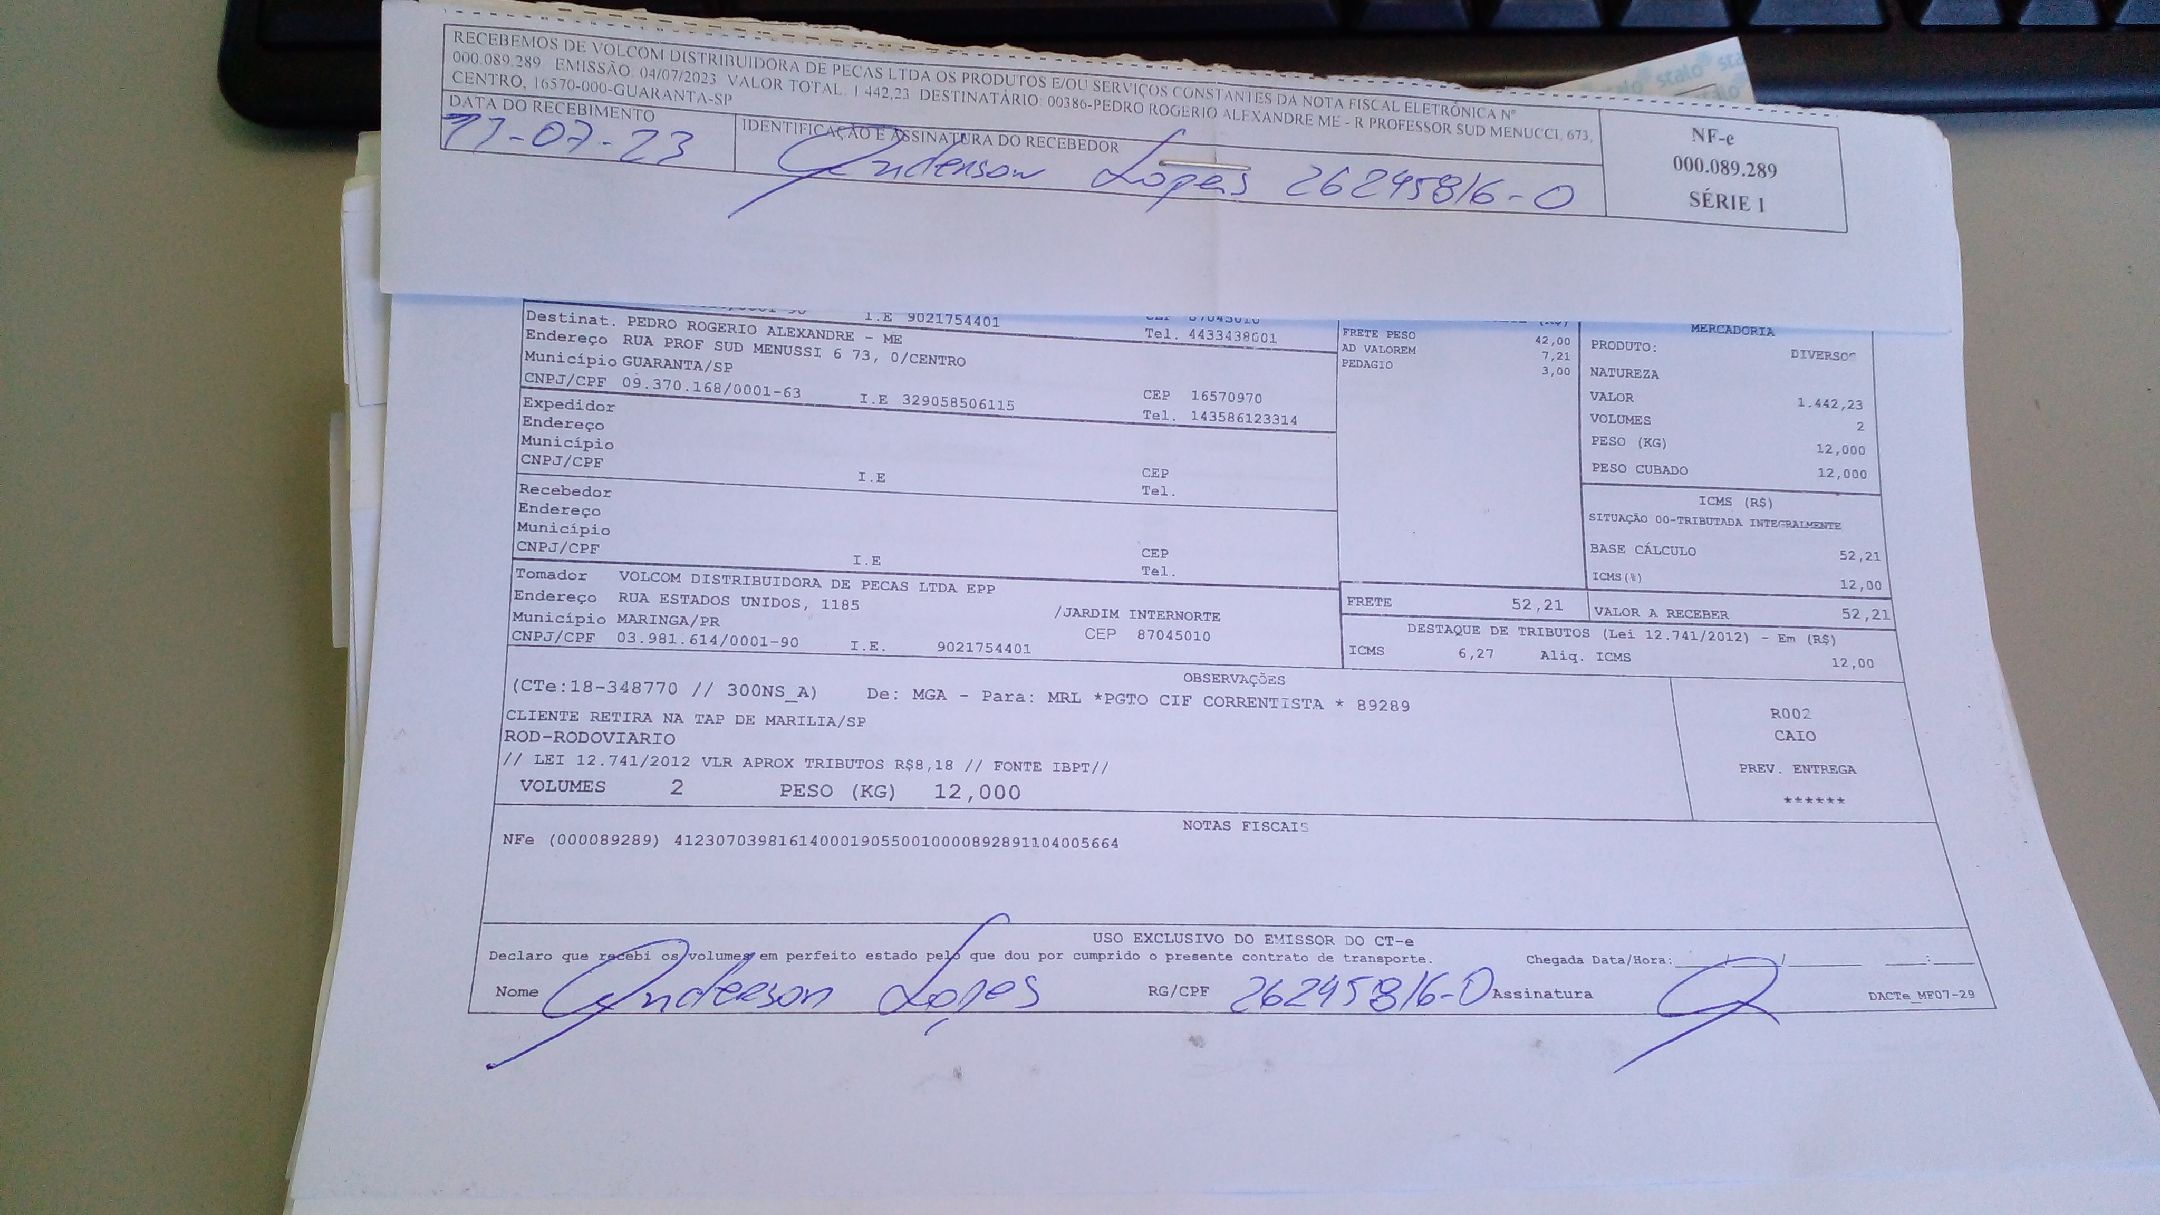 RECEBEMOS DE VOLCOM DISTRIBUIDORA DE PECAS LTDA OS PRODUTOS E/OU SERVIÇOS CONSTANTES DA NOTA FISCAL ELETRÔNICA Nº
000.089.289 EMISSÃO: 04/07/2023 VALOR TOTAL: 1.442,23 DESTINATÁRIO: 00386-PEDRO ROGERIO ALEXANDRE ME - R PROFESSOR SUD MENUCCI, 673,
CENTRO, 16570-000-GUARANTA-SP
DATA DO RECEBIMENTO
11-07-23
IDENTIFICAÇÃO E ASSINATURA DO RECEBEDOR
Anderson Lopes 26245816-0
NF-e
000.089.289
SÉRIE 1
I.E 9021754401
Tel. 4433438001
Destinat. PEDRO ROGERIO ALEXANDRE - ME
Endereço RUA PROF SUD MENUSSI 6 73, 0/CENTRO
Município GUARANTA/SP CEP 16570970
CNPJ/CPF 09.370.168/0001-63 I.E 329058506115 Tel. 143586123314
Expedidor
Endereço
Município CEP
CNPJ/CPF I.E Tel.
Recebedor
Endereço
Município CEP
CNPJ/CPF I.E Tel.
Tomador VOLCOM DISTRIBUIDORA DE PECAS LTDA EPP
Endereço RUA ESTADOS UNIDOS, 1185 /JARDIM INTERNORTE
Município MARINGA/PR CEP 87045010
CNPJ/CPF 03.981.614/0001-90 I.E. 9021754401
FRETE PESO 42,00
AD VALOREM 7,21
PEDAGIO 3,00
MERCADORIA
PRODUTO: DIVERSOS
NATUREZA
VALOR 1.442,23
VOLUMES 2
PESO (KG) 12,000
PESO CUBADO 12,000
ICMS (R$)
SITUAÇÃO 00-TRIBUTADA INTEGRALMENTE
BASE CÁLCULO 52,21
ICMS(%) 12,00
FRETE 52,21 VALOR A RECEBER 52,21
DESTAQUE DE TRIBUTOS (Lei 12.741/2012) - Em (R$)
ICMS 6,27 Aliq. ICMS 12,00
OBSERVAÇÕES
(CTe:18-348770 // 300NS_A) De: MGA - Para: MRL *PGTO CIF CORRENTISTA * 89289
CLIENTE RETIRA NA TAP DE MARILIA/SP
ROD-RODOVIARIO
// LEI 12.741/2012 VLR APROX TRIBUTOS R$8,18 // FONTE IBPT//
VOLUMES 2 PESO (KG) 12,000
R002
CAIO
PREV. ENTREGA
******
NOTAS FISCAIS
NFe (000089289) 41230703981614000190550010000892891104005664
USO EXCLUSIVO DO EMISSOR DO CT-e
Declaro que recebi os volumes em perfeito estado pelo que dou por cumprido o presente contrato de transporte. Chegada Data/Hora:___/___/___ ___:___
Nome Anderson Lopes RG/CPF 26245816-0 Assinatura
DACTe_MF07-29